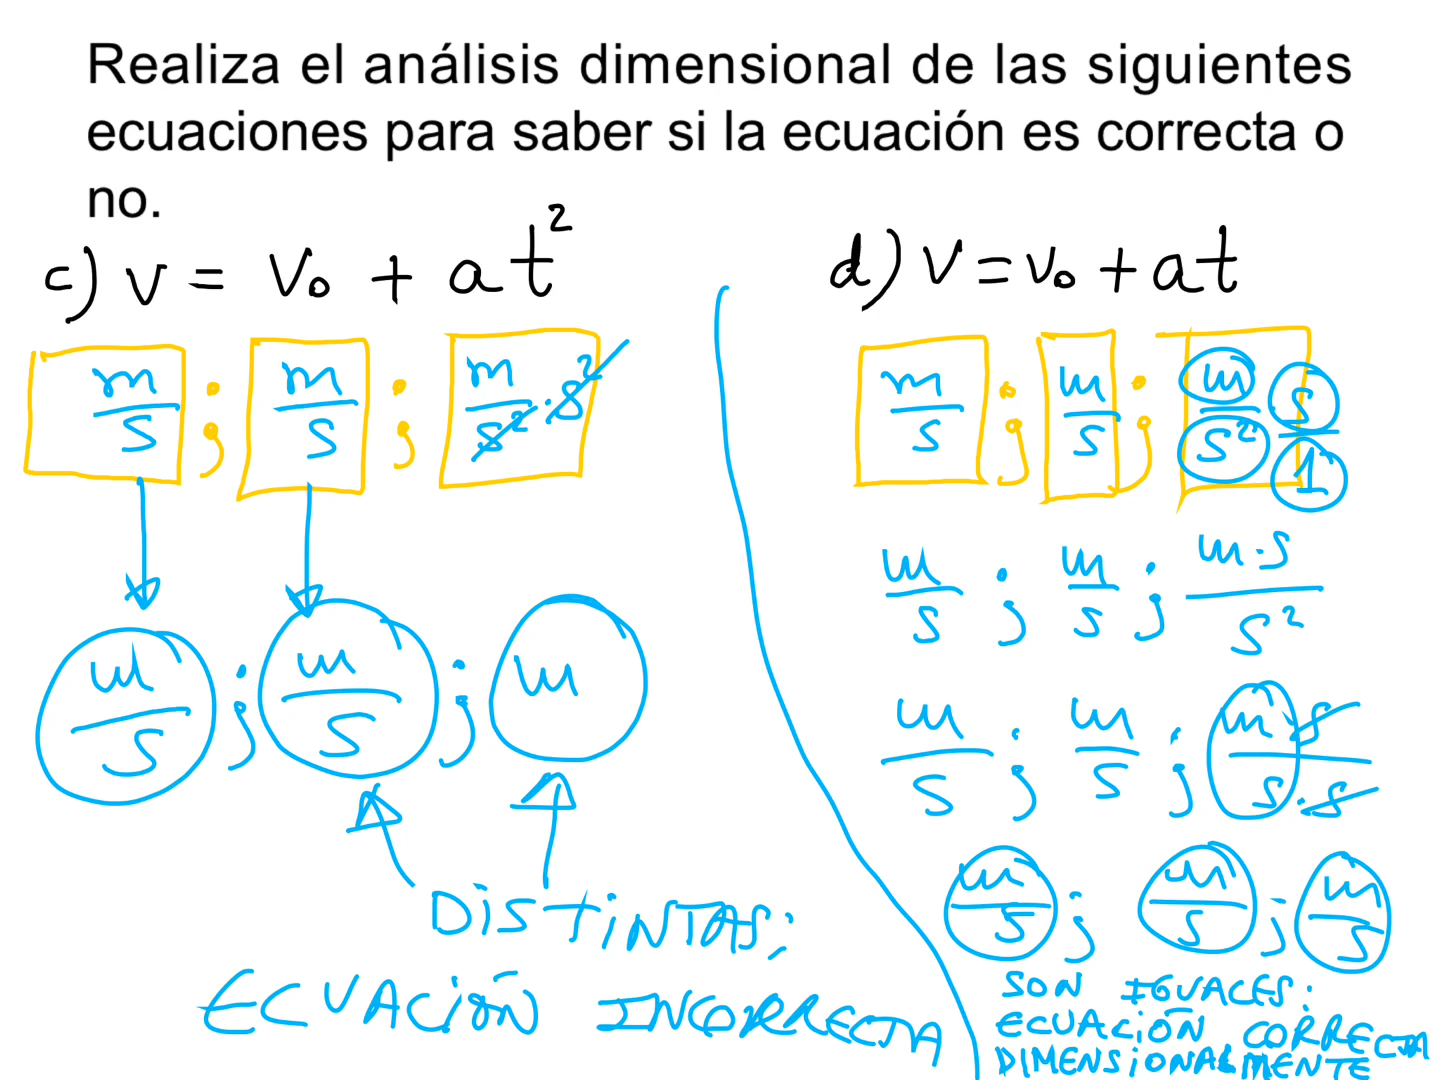 Realiza el análisis dimensional de las siguientes
ecuaciones para saber si la ecuación es correcta o
no.
c) v = v₀ + at²
m/s ; m/s ; m/s² · s²
m/s ; m/s ; m
DiSTiNTAS:
ECUACiÓN INCORRECTA
d) v = v₀ + at
m/s ; m/s ; m/s² s/1
m/s ; m/s ; m·s/s²
m/s ; m/s ; m·s/s·s
m/s ; m/s ; m/s
SON IGUALES:
ECUACiÓN CORRECTA
DIMENSiONALMENTE